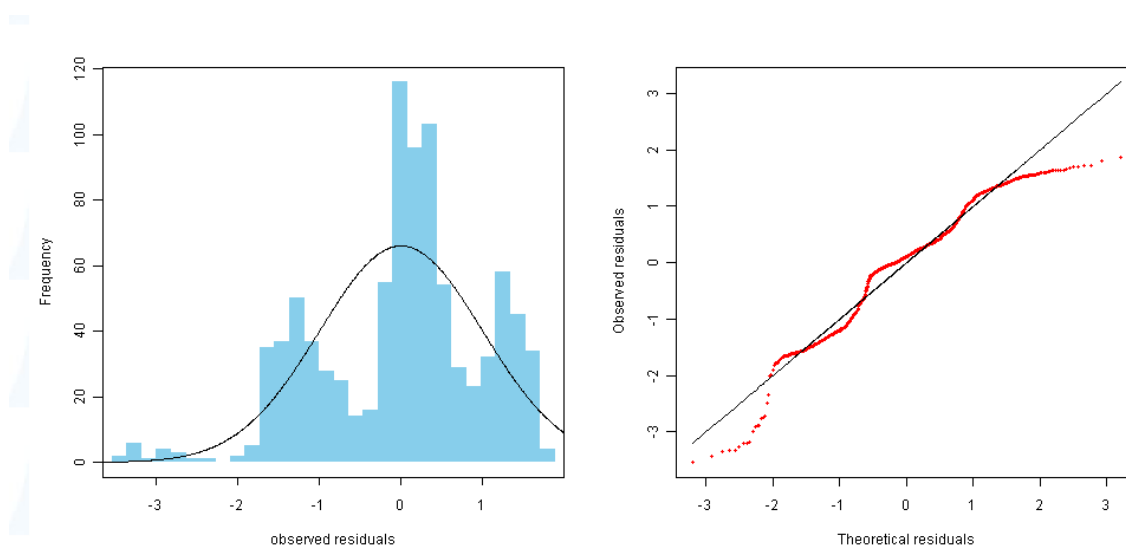 120
100
80
60
40
20
0
Frequency
-3 -2 -1 0 1
observed residuals
3
2
1
0
-1
-2
-3
Observed residuals
-3 -2 -1 0 1 2 3
Theoretical residuals